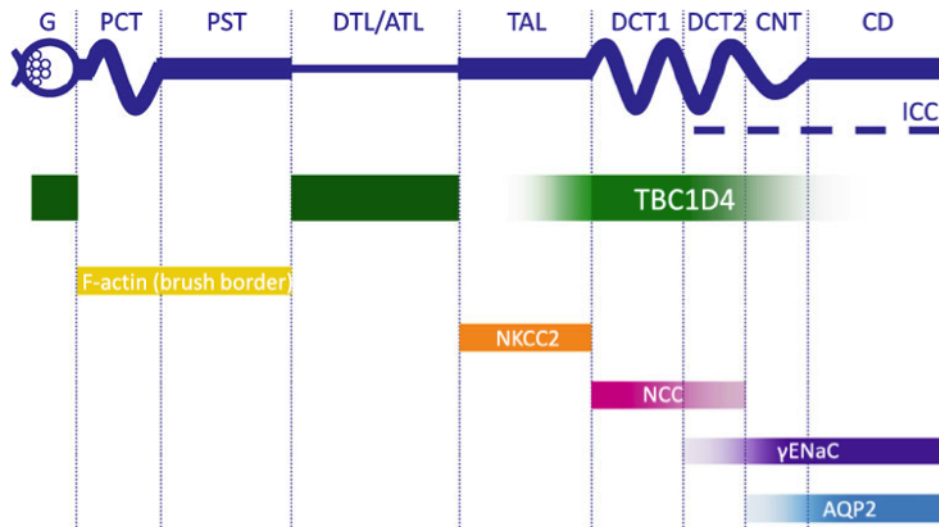 G PCT PST DTL/ATL TAL DCT1 DCT2 CNT CD
ICC
TBC1D4
F-actin (brush border)
NKCC2
NCC
γENaC
AQP2